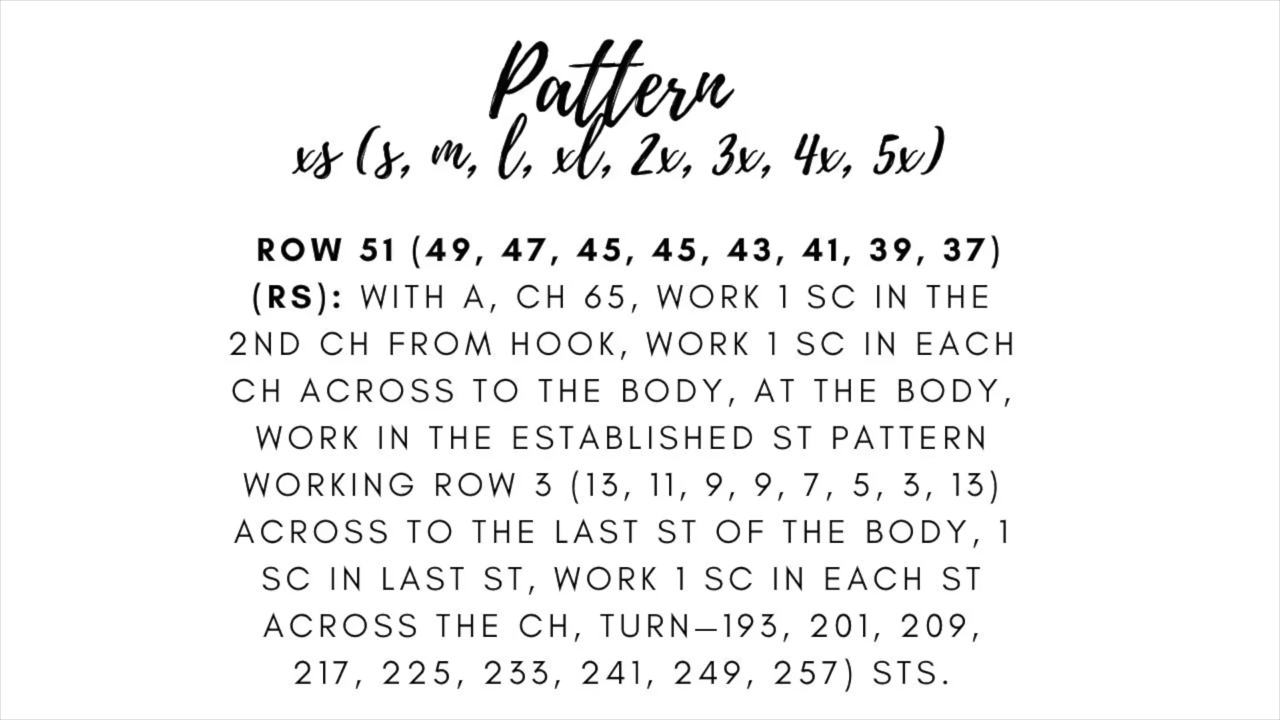 Pattern
xs (s, m, l, xl, 2x, 3x, 4x, 5x)
ROW 51 (49, 47, 45, 45, 43, 41, 39, 37)
(RS): WITH A, CH 65, WORK 1 SC IN THE
2ND CH FROM HOOK, WORK 1 SC IN EACH
CH ACROSS TO THE BODY, AT THE BODY,
WORK IN THE ESTABLISHED ST PATTERN
WORKING ROW 3 (13, 11, 9, 9, 7, 5, 3, 13)
ACROSS TO THE LAST ST OF THE BODY, 1
SC IN LAST ST, WORK 1 SC IN EACH ST
ACROSS THE CH, TURN—193, 201, 209,
217, 225, 233, 241, 249, 257) STS.